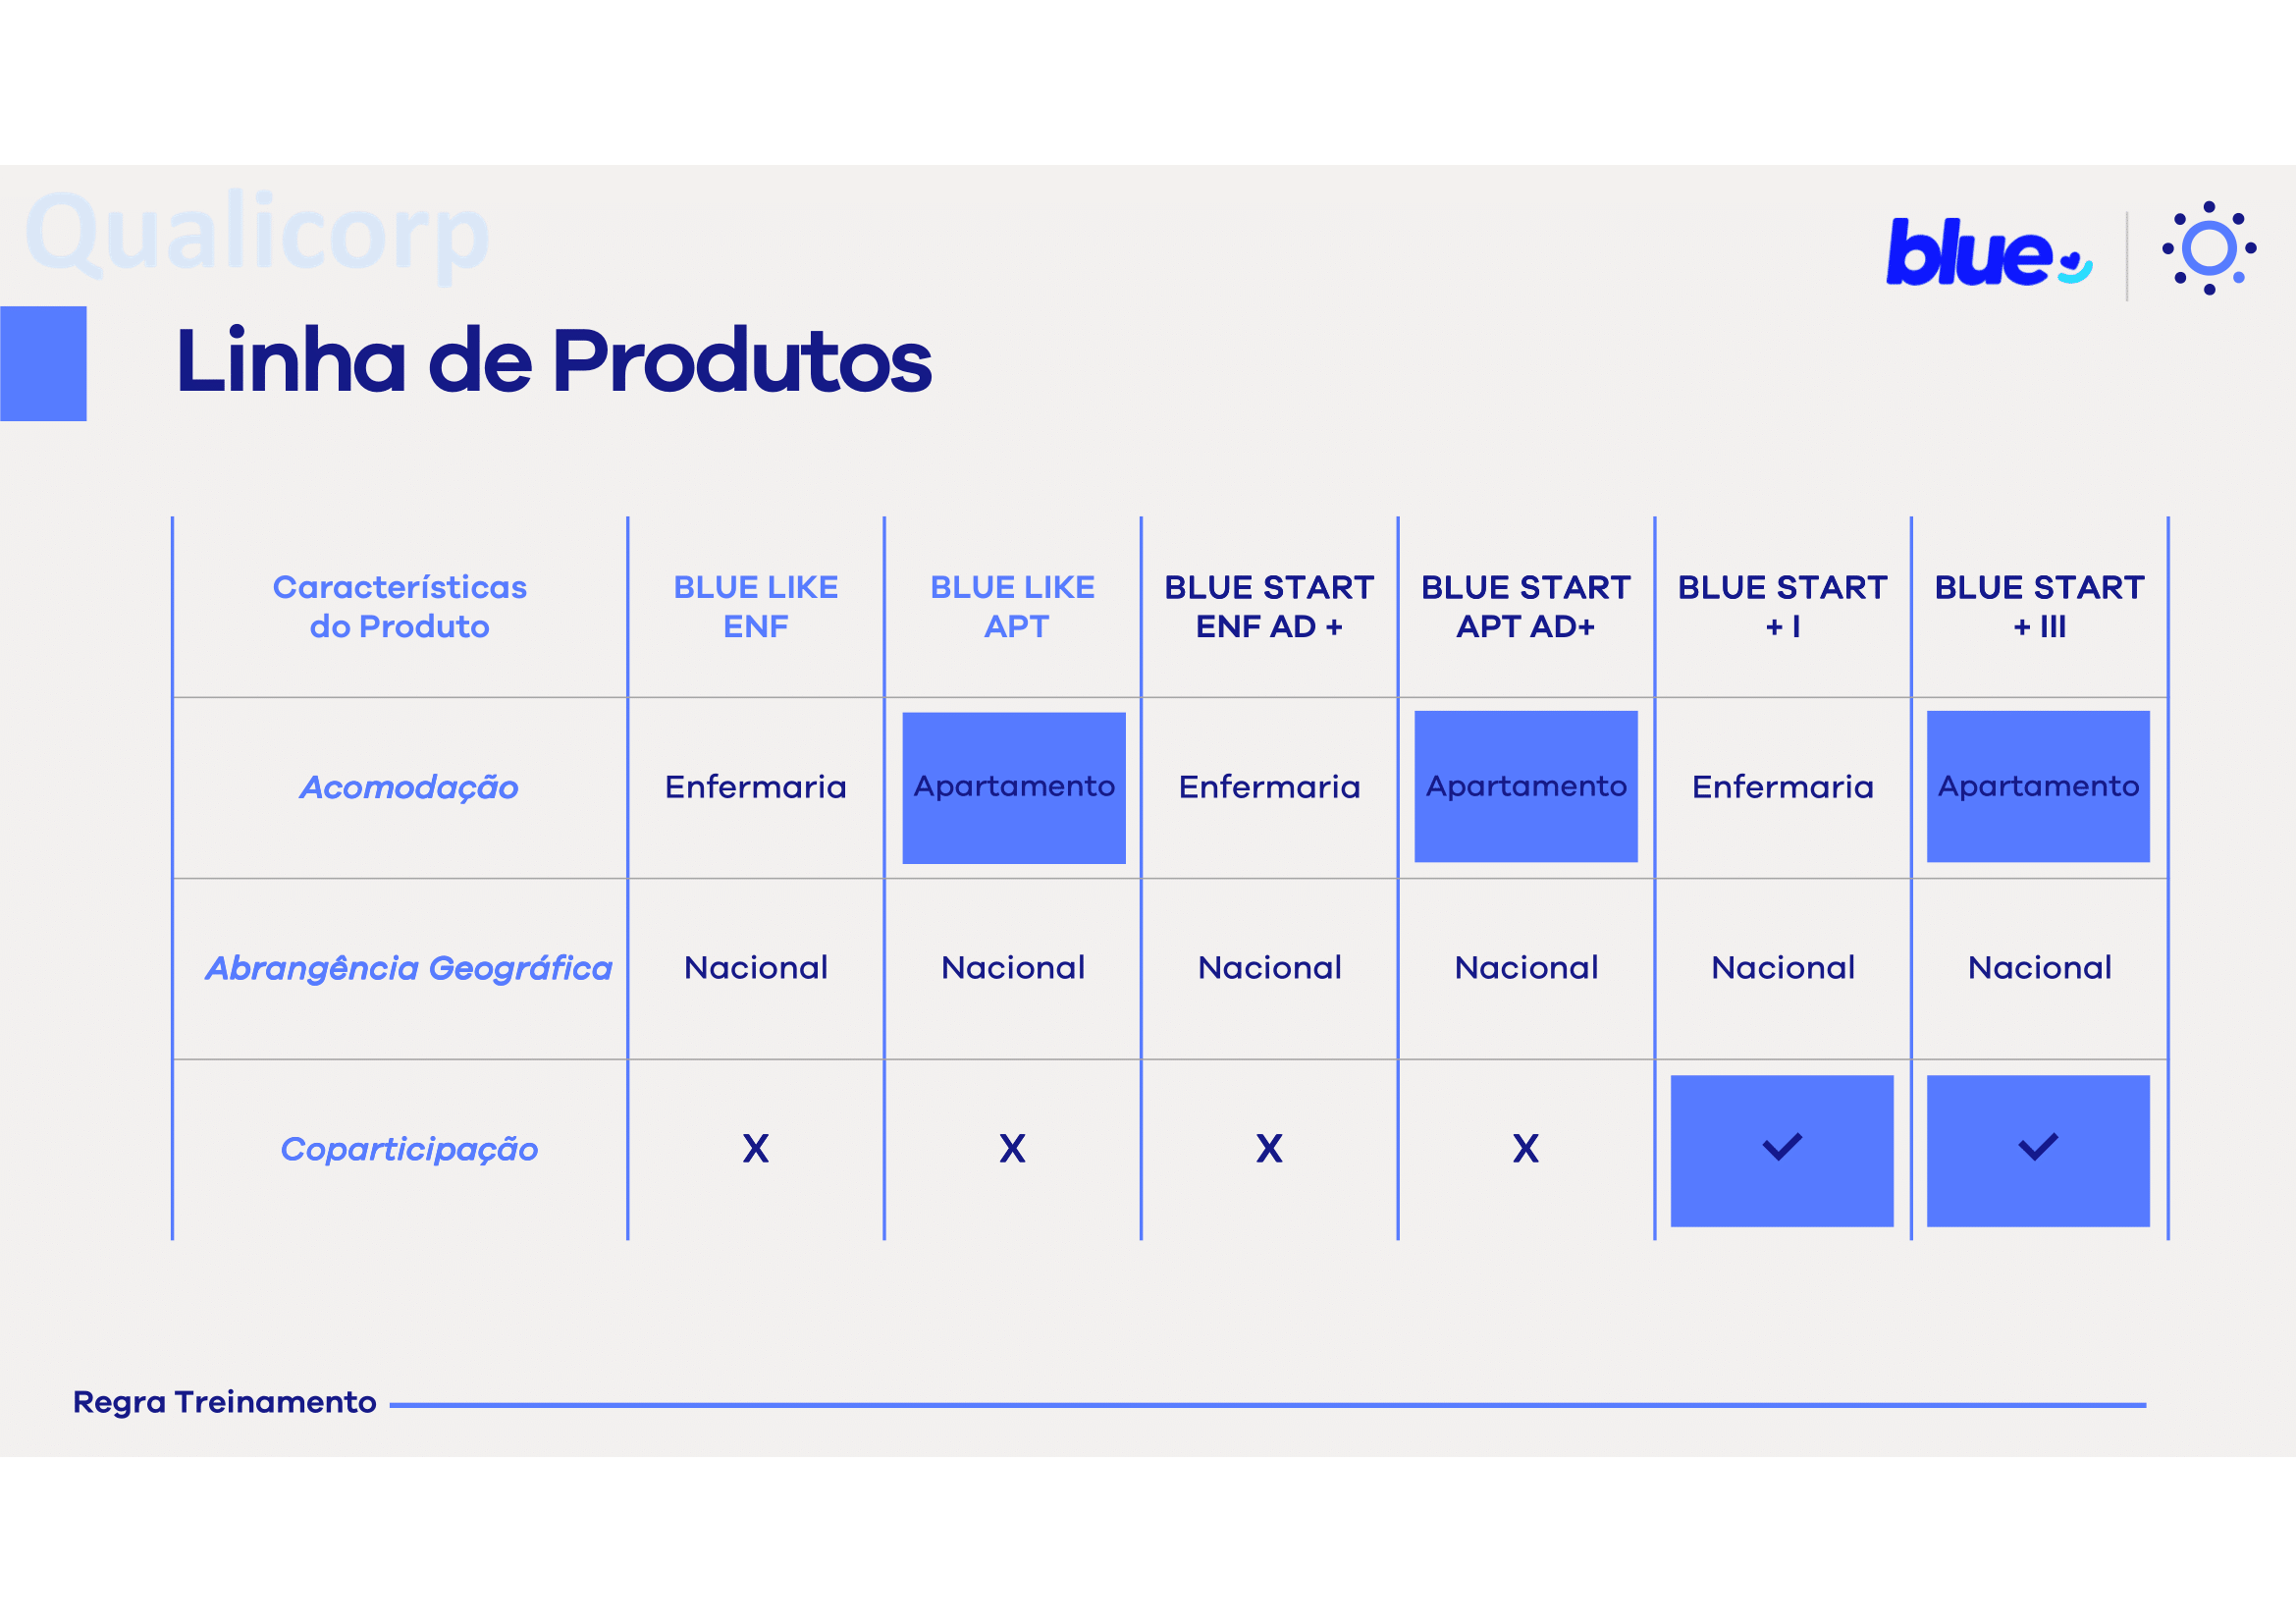 Qualicorp
blue
Linha de Produtos
Características
do Produto
BLUE LIKE
ENF
BLUE LIKE
APT
BLUE START
ENF AD +
BLUE START
APT AD+
BLUE START
+ I
BLUE START
+ III
Acomodação
Enfermaria
Apartamento
Enfermaria
Apartamento
Enfermaria
Apartamento
Abrangência Geográfica
Nacional
Nacional
Nacional
Nacional
Nacional
Nacional
Coparticipação
X
X
X
X
Regra Treinamento